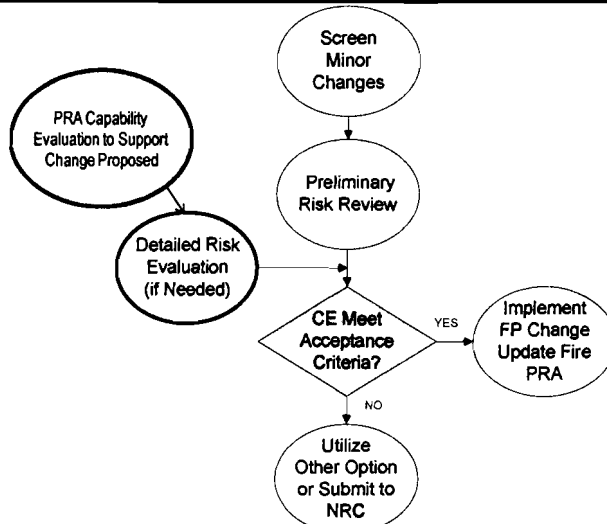 Screen
Minor
Changes
PRA Capability
Evaluation to Support
Change Proposed
Preliminary
Risk Review
Detailed Risk
Evaluation
(if Needed)
CE Meet
Acceptance
Criteria?
YES
Implement
FP Change
Update Fire
PRA
NO
Utilize
Other Option
or Submit to
NRC